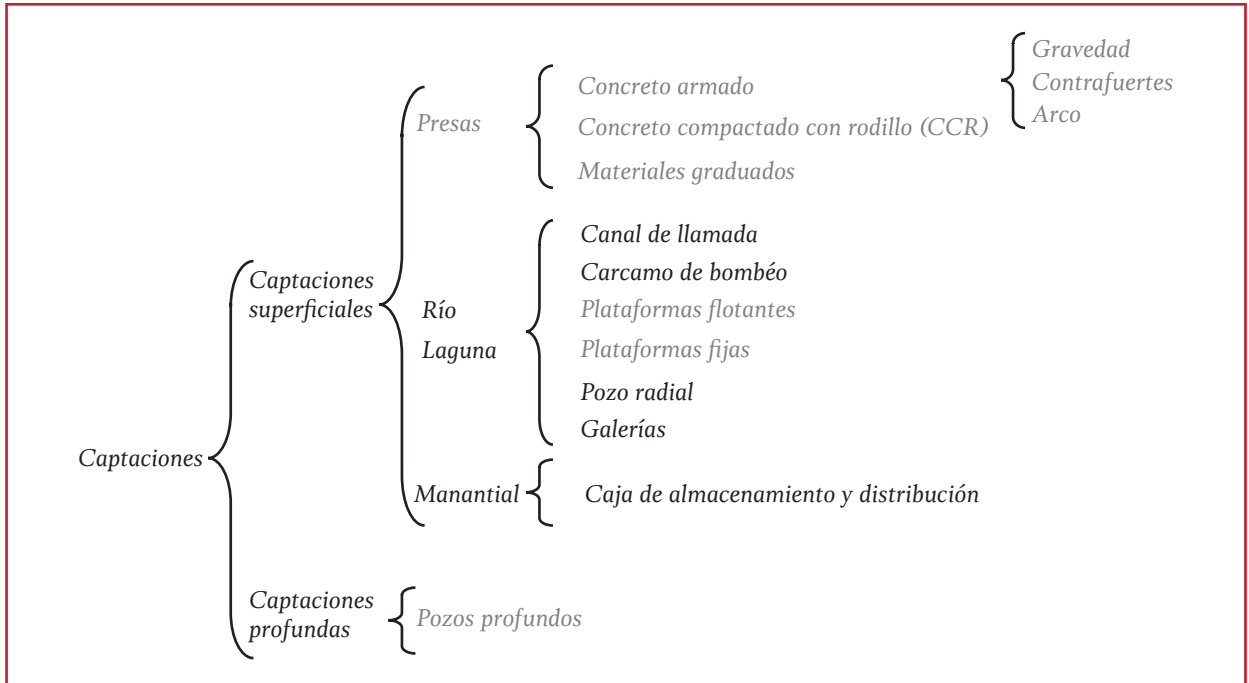 Gravedad
Contrafuertes
Arco
Concreto armado
Presas
Concreto compactado con rodillo (CCR)
Materiales graduados
Canal de llamada
Carcamo de bombéo
Captaciones
superficiales
Río
Plataformas flotantes
Laguna
Plataformas fijas
Pozo radial
Galerías
Captaciones
Manantial
Caja de almacenamiento y distribución
Captaciones
profundas
Pozos profundos